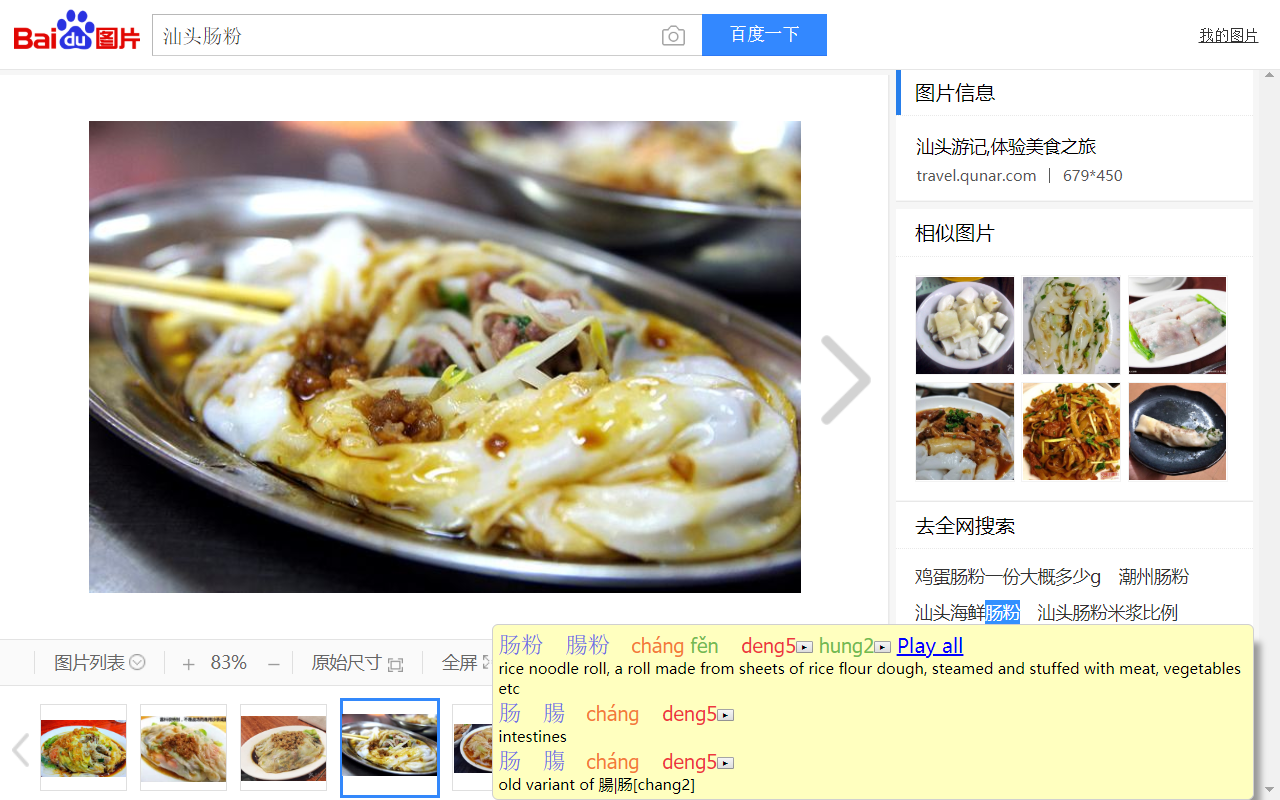 Bai du 图片
汕头肠粉
百度一下
我的图片
图片信息
汕头游记,体验美食之旅
travel.qunar.com | 679*450
相似图片
去全网搜索
鸡蛋肠粉一份大概多少g 潮州肠粉
汕头海鲜肠粉 汕头肠粉米浆比例
图片列表 + 83% − 原始尺寸 全屏
肠粉 腸粉 cháng fěn deng5 hung2 Play all
rice noodle roll, a roll made from sheets of rice flour dough, steamed and stuffed with meat, vegetables
etc
肠 腸 cháng deng5
intestines
肠 膓 cháng deng5
old variant of 腸|肠[chang2]